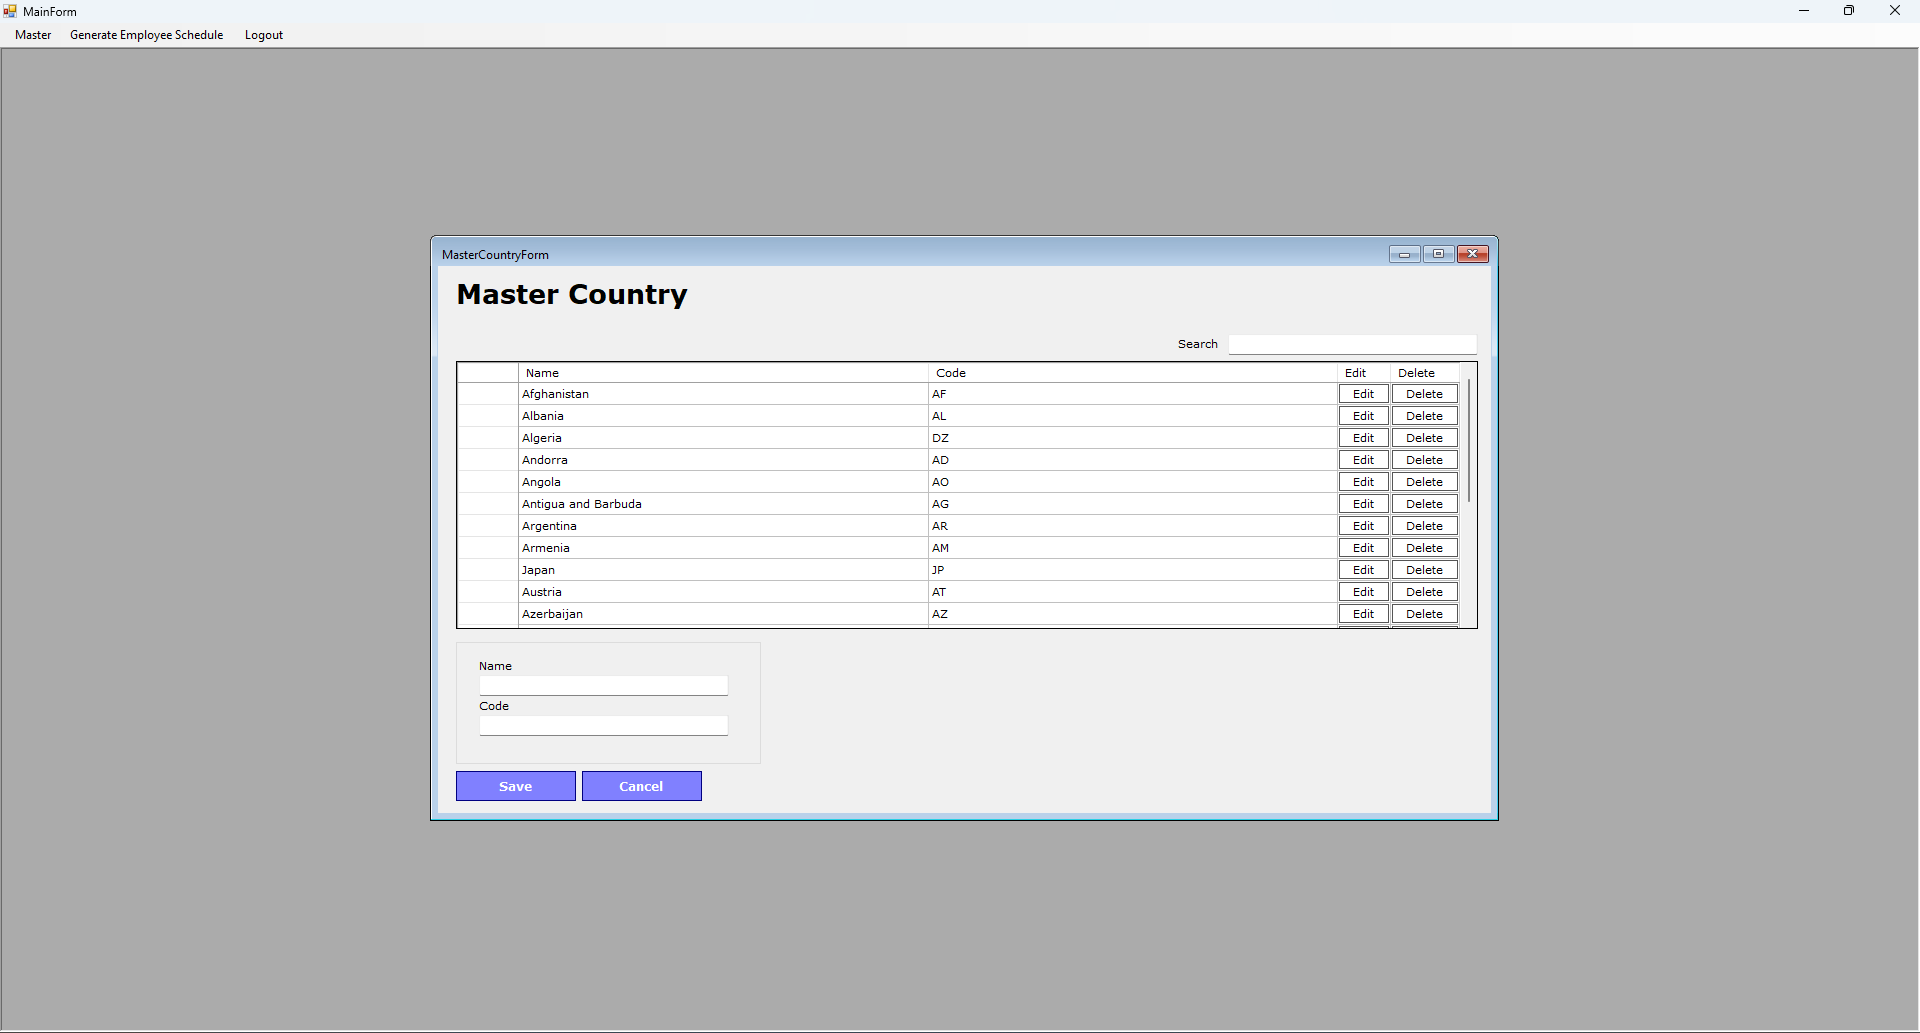 MainForm
Master Generate Employee Schedule Logout
MasterCountryForm
Master Country
Search
Name Code Edit Delete
Afghanistan AF Edit Delete
Albania AL Edit Delete
Algeria DZ Edit Delete
Andorra AD Edit Delete
Angola AO Edit Delete
Antigua and Barbuda AG Edit Delete
Argentina AR Edit Delete
Armenia AM Edit Delete
Japan JP Edit Delete
Austria AT Edit Delete
Azerbaijan AZ Edit Delete
Name
Code
Save Cancel